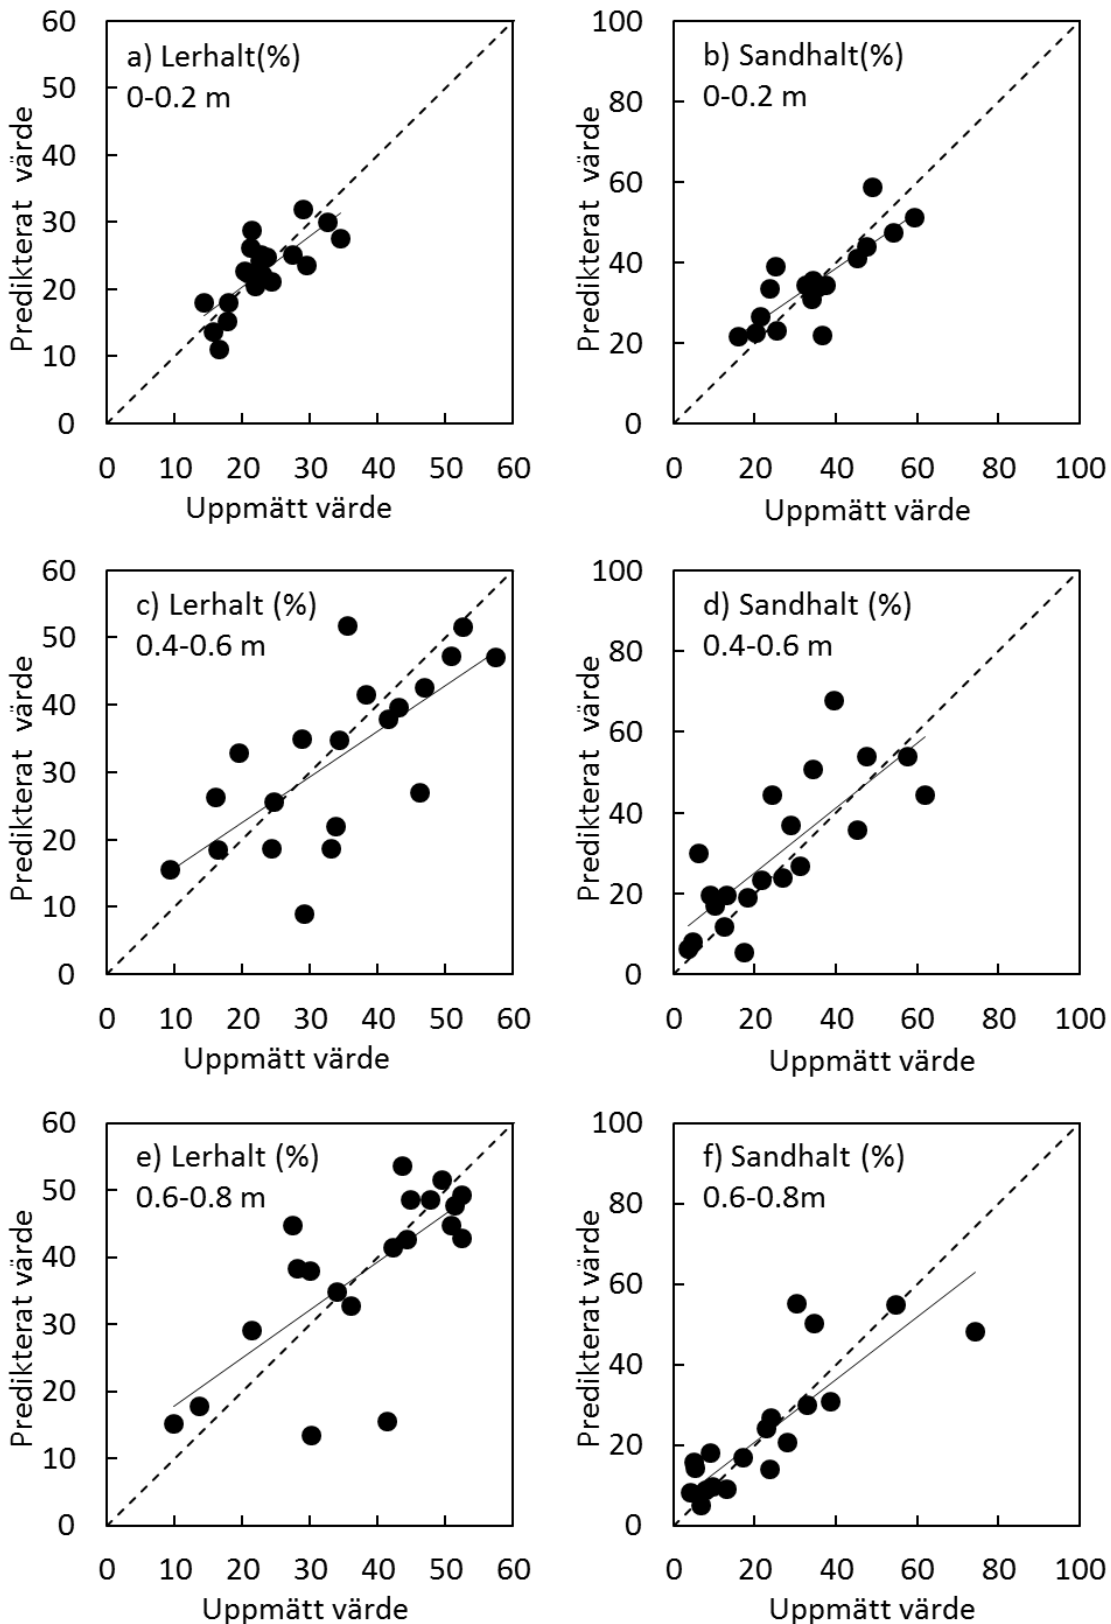 a) Lerhalt(%)
0-0.2 m
Predikterat värde
60
50
40
30
20
10
0
0 10 20 30 40 50 60
Uppmätt värde
b) Sandhalt(%)
0-0.2 m
Predikterat värde
100
80
60
40
20
0
0 20 40 60 80 100
Uppmätt värde
c) Lerhalt (%)
0.4-0.6 m
Predikterat värde
60
50
40
30
20
10
0
0 10 20 30 40 50 60
Uppmätt värde
d) Sandhalt (%)
0.4-0.6 m
Predikterat värde
100
80
60
40
20
0
0 20 40 60 80 100
Uppmätt värde
e) Lerhalt (%)
0.6-0.8 m
Predikterat värde
60
50
40
30
20
10
0
0 10 20 30 40 50 60
Uppmätt värde
f) Sandhalt (%)
0.6-0.8m
Predikterat värde
100
80
60
40
20
0
0 20 40 60 80 100
Uppmätt värde